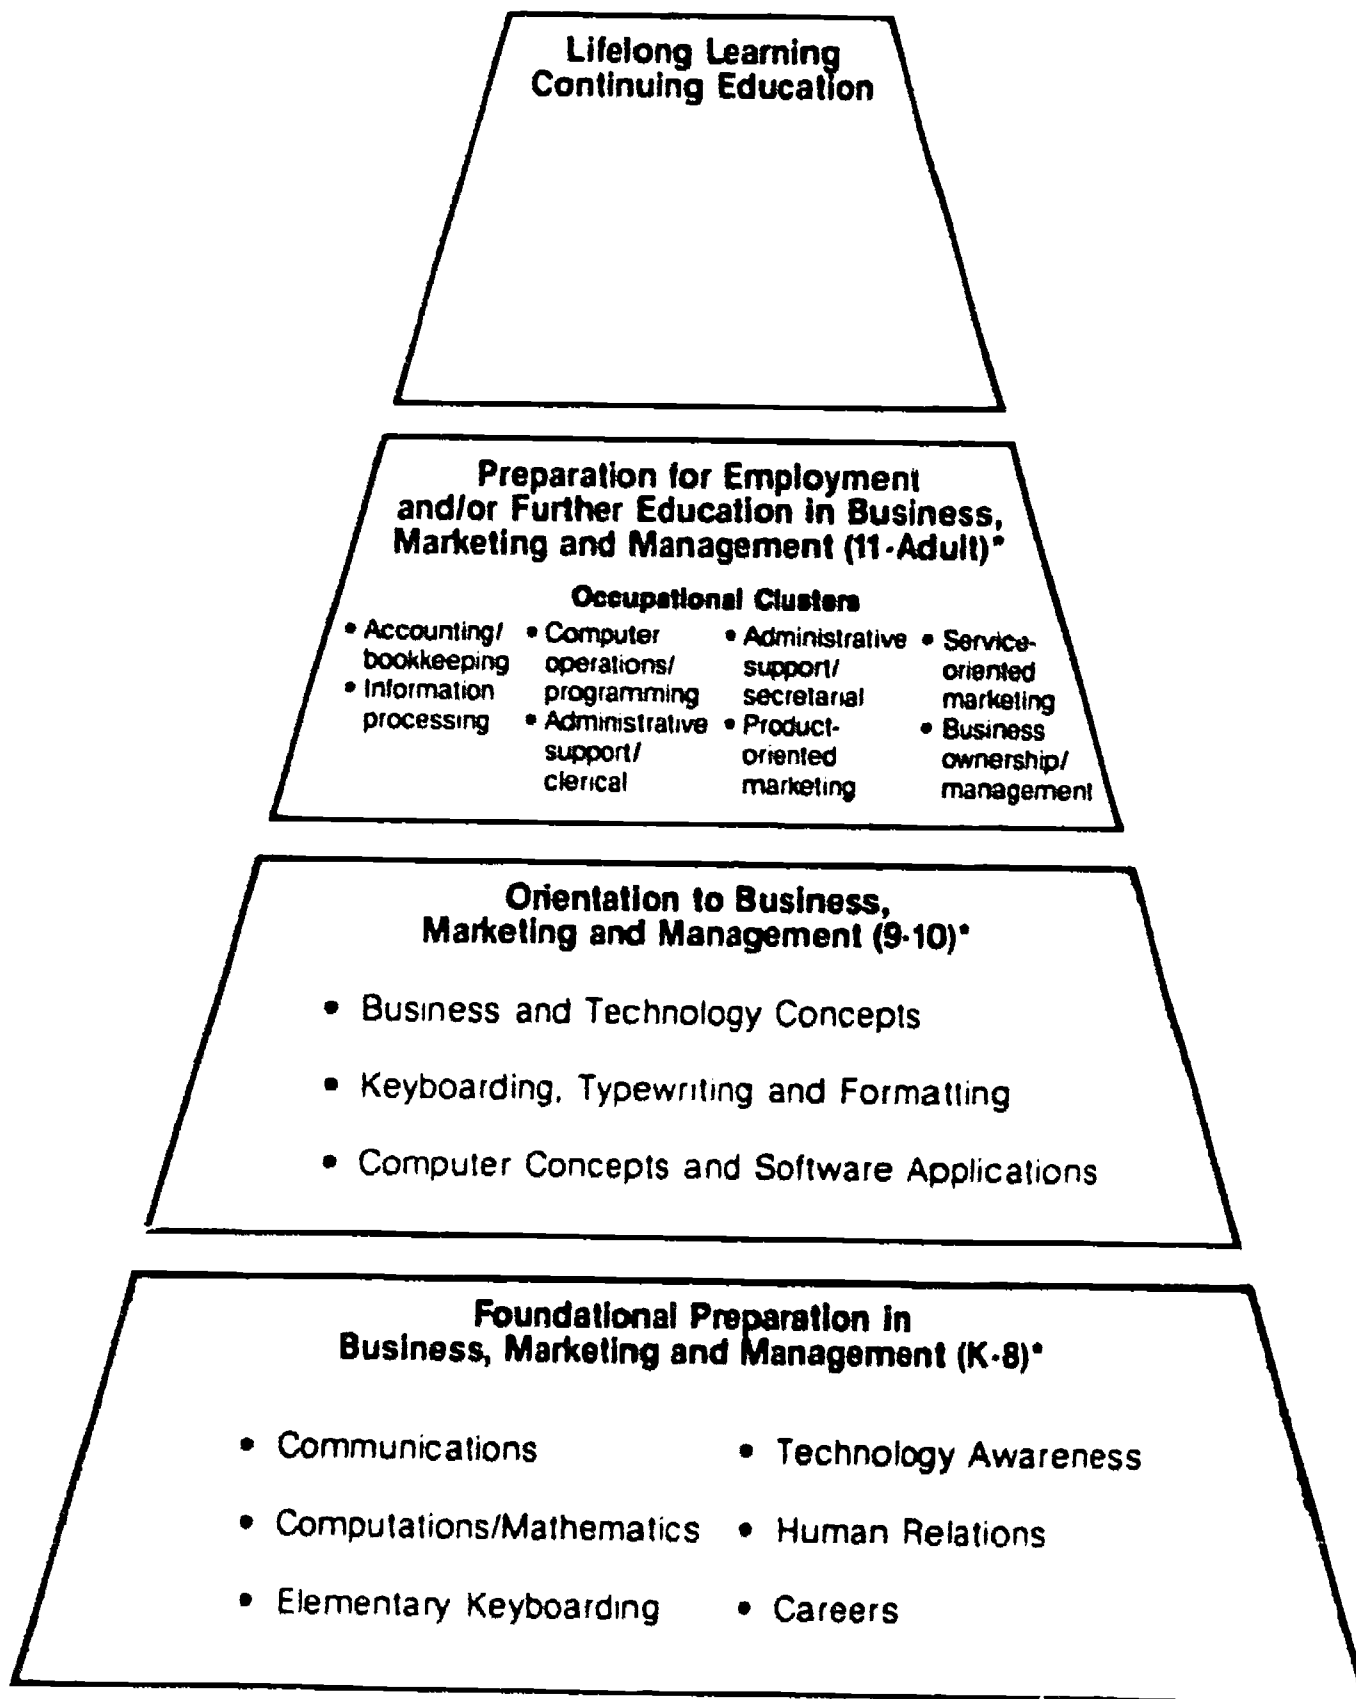 Lifelong Learning
Continuing Education
Preparation for Employment
and/or Further Education in Business,
Marketing and Management (11-Adult)*
Occupational Clusters
• Accounting/
bookkeeping
• Information
processing
• Computer
operations/
programming
• Administrative
support/
clerical
• Administrative
support/
secretarial
• Product-
oriented
marketing
• Service-
oriented
marketing
• Business
ownership/
management
Orientation to Business,
Marketing and Management (9-10)*
• Business and Technology Concepts
• Keyboarding, Typewriting and Formatting
• Computer Concepts and Software Applications
Foundational Preparation in
Business, Marketing and Management (K-8)*
• Communications
• Computations/Mathematics
• Elementary Keyboarding
• Technology Awareness
• Human Relations
• Careers